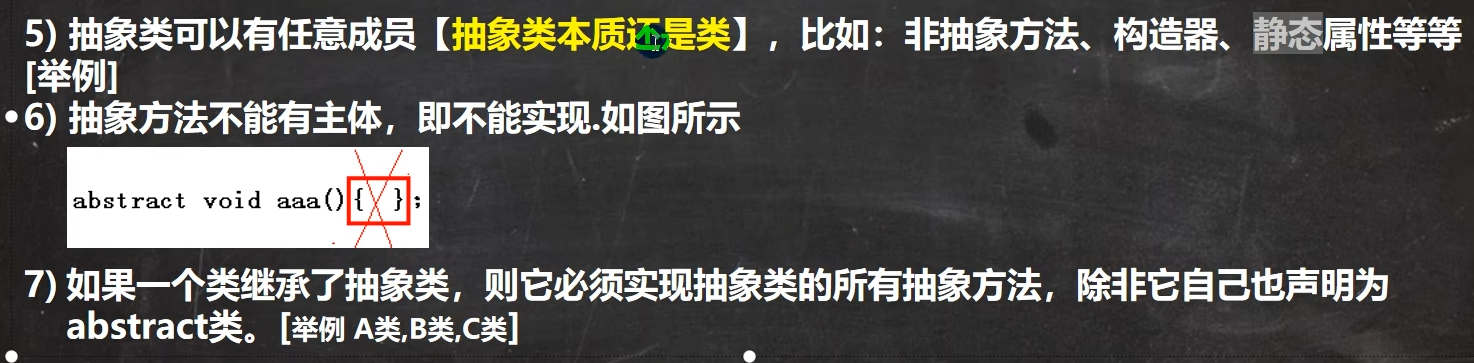 5) 抽象类可以有任意成员【抽象类本质还是类】，比如：非抽象方法、构造器、静态属性等等
[举例]
6) 抽象方法不能有主体，即不能实现.如图所示
abstract void aaa(){ };
7) 如果一个类继承了抽象类，则它必须实现抽象类的所有抽象方法，除非它自己也声明为
abstract类。[举例 A类,B类,C类]